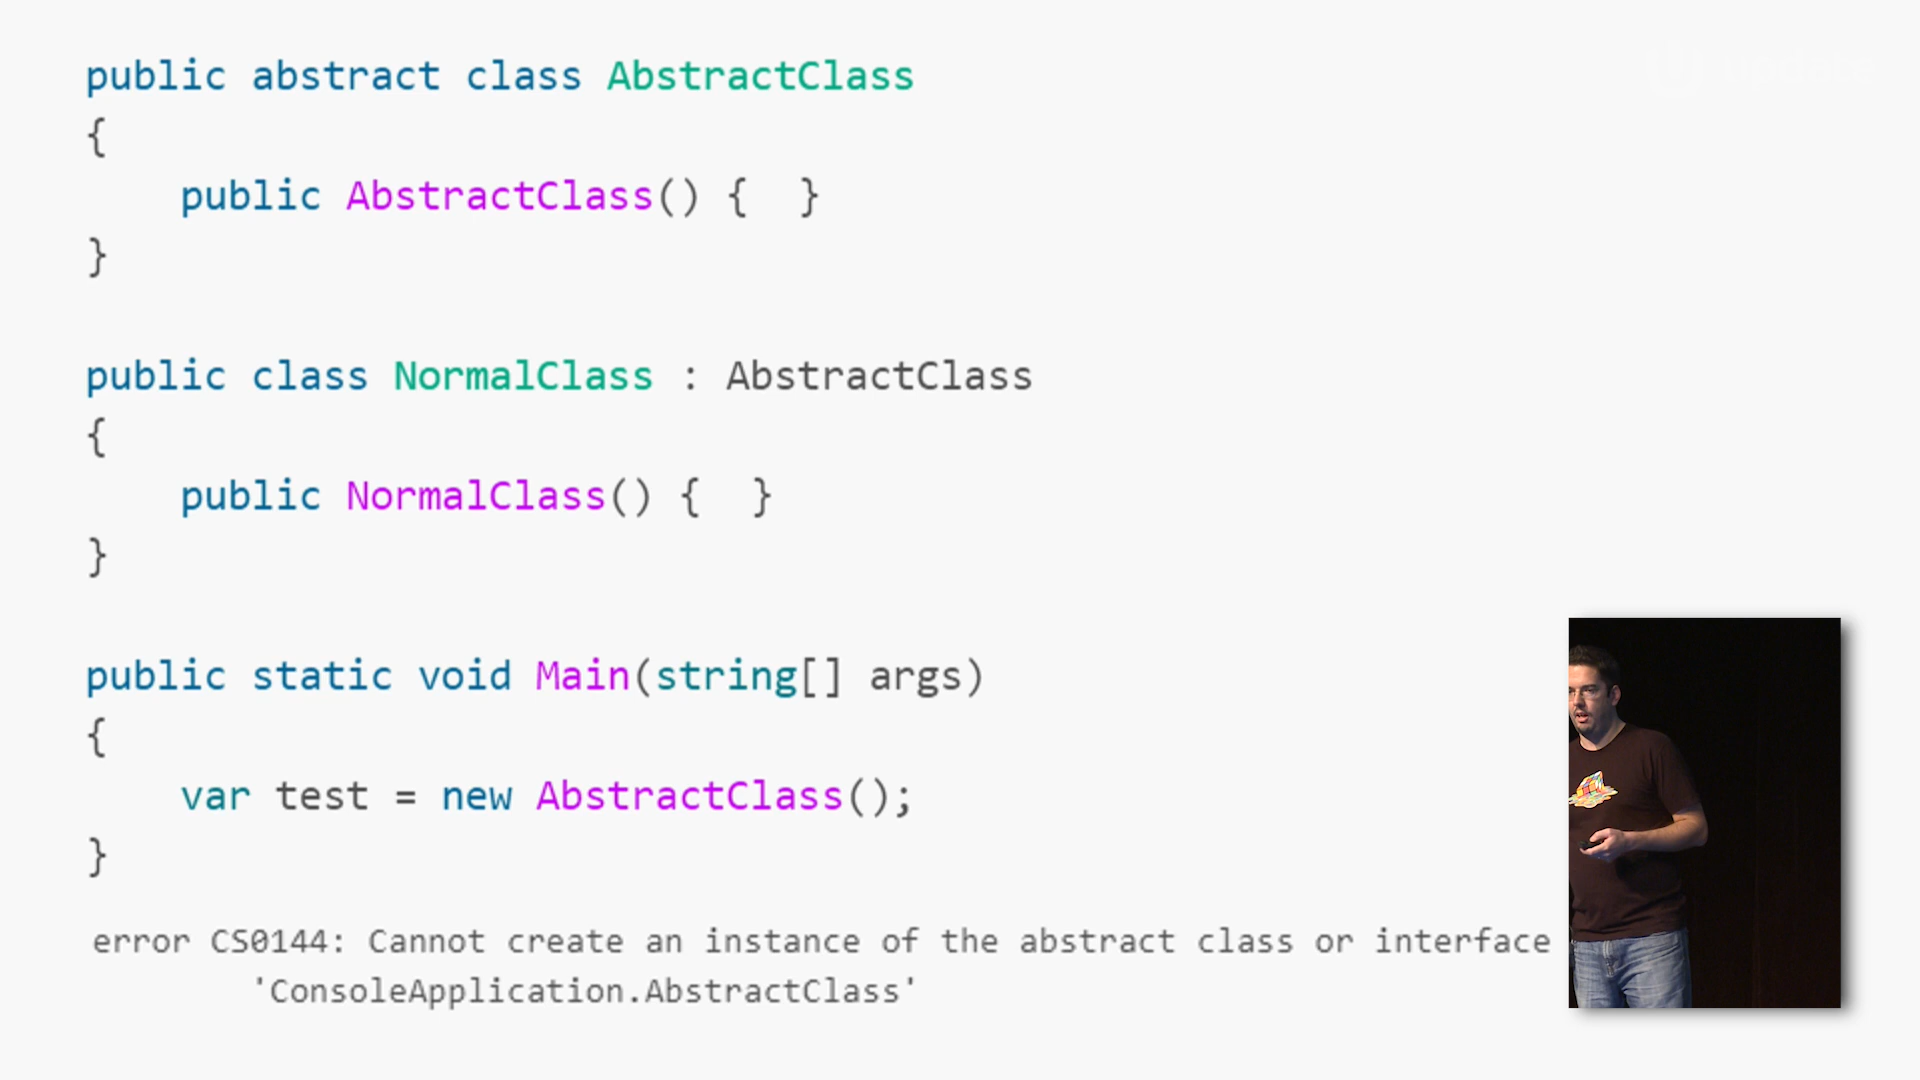 public abstract class AbstractClass
{
    public AbstractClass() {  }
}
public class NormalClass : AbstractClass
{
    public NormalClass() {  }
}
public static void Main(string[] args)
{
    var test = new AbstractClass();
}
error CS0144: Cannot create an instance of the abstract class or interface
'ConsoleApplication.AbstractClass'